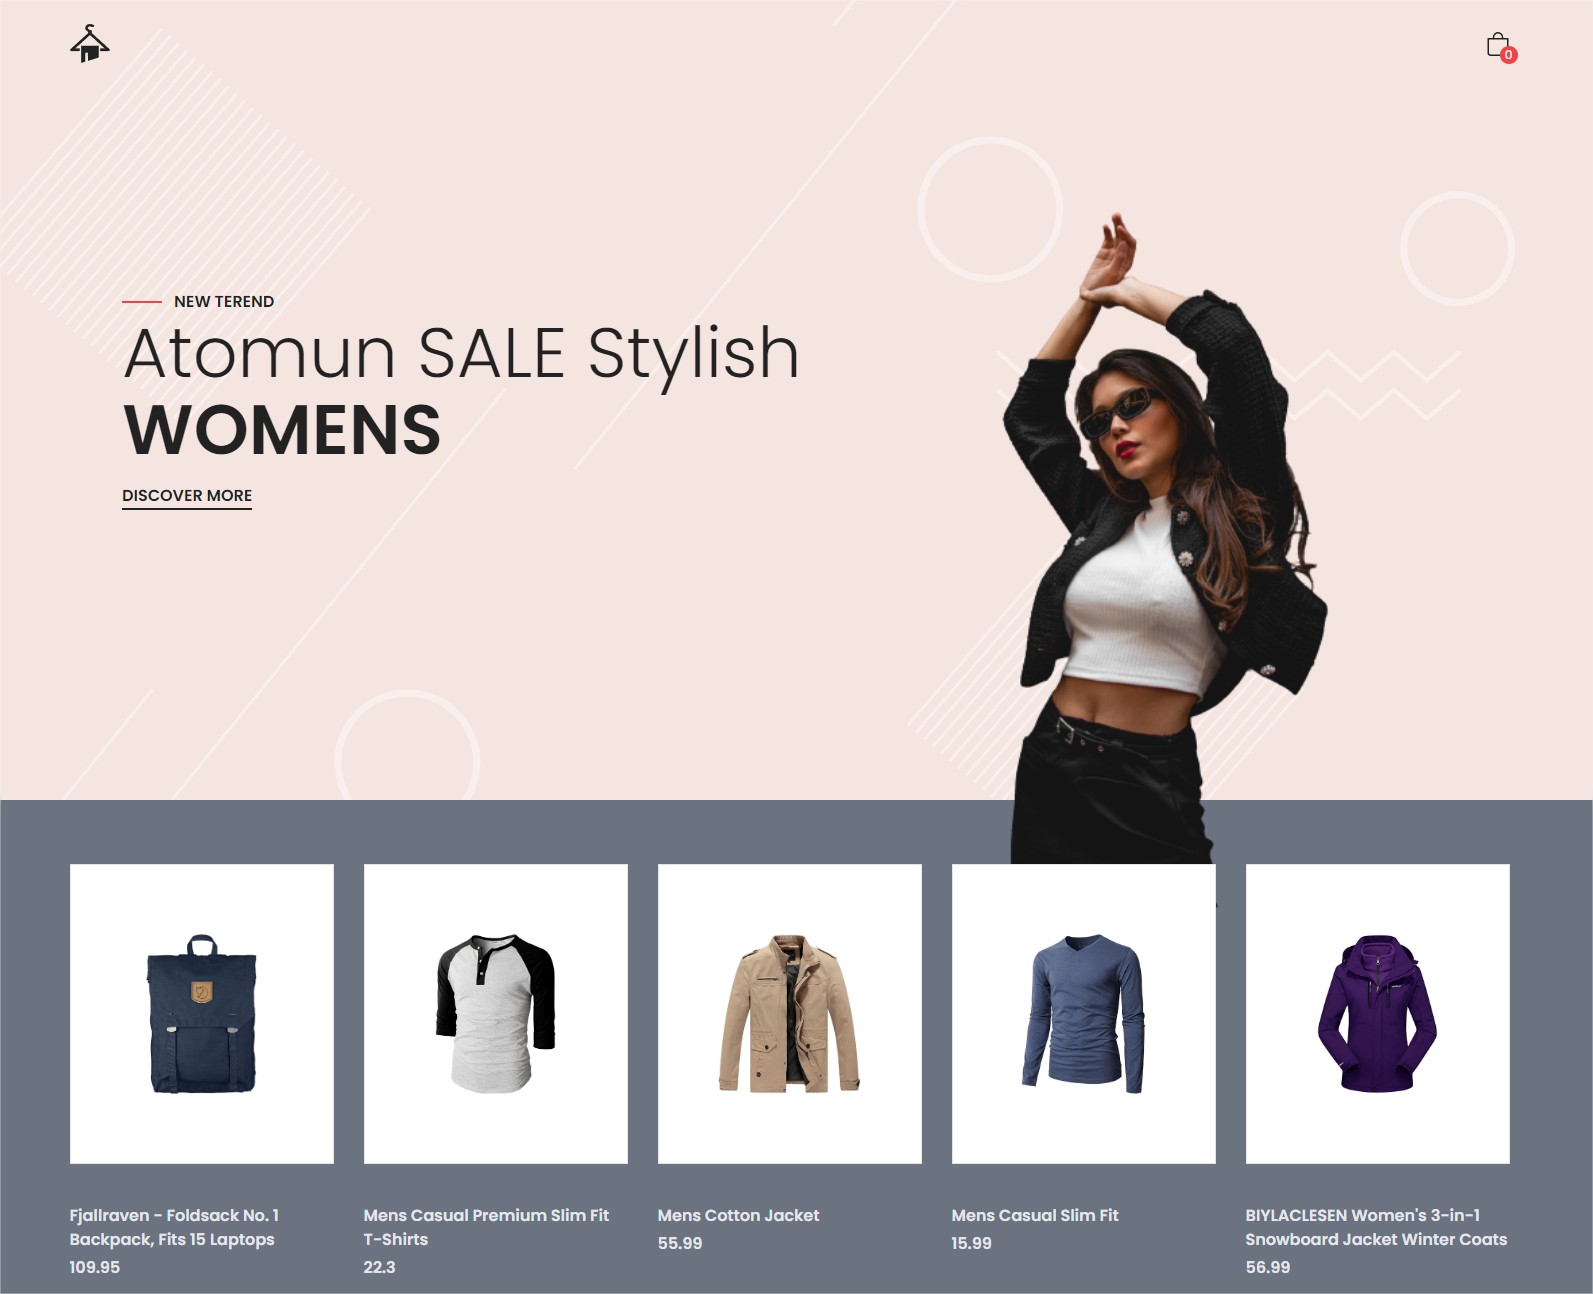 0
NEW TEREND
Atomun SALE Stylish
WOMENS
DISCOVER MORE
Fjallraven - Foldsack No. 1
Backpack, Fits 15 Laptops
109.95
Mens Casual Premium Slim Fit
T-Shirts
22.3
Mens Cotton Jacket
55.99
Mens Casual Slim Fit
15.99
BIYLACLESEN Women's 3-in-1
Snowboard Jacket Winter Coats
56.99